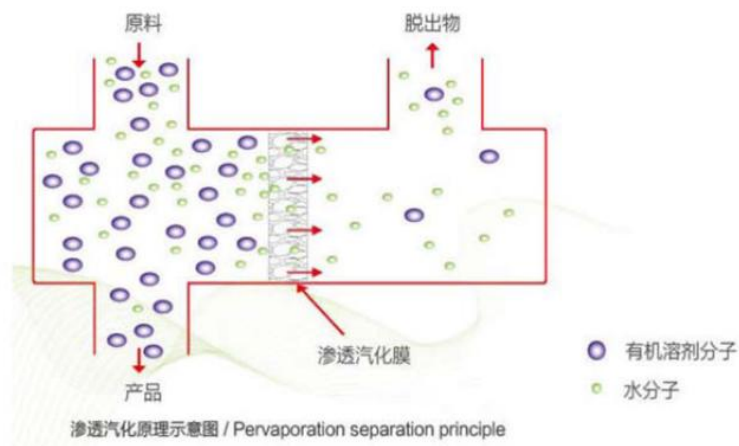 原料
脱出物
渗透汽化膜
有机溶剂分子
水分子
产品
渗透汽化原理示意图 / Pervaporation separation principle